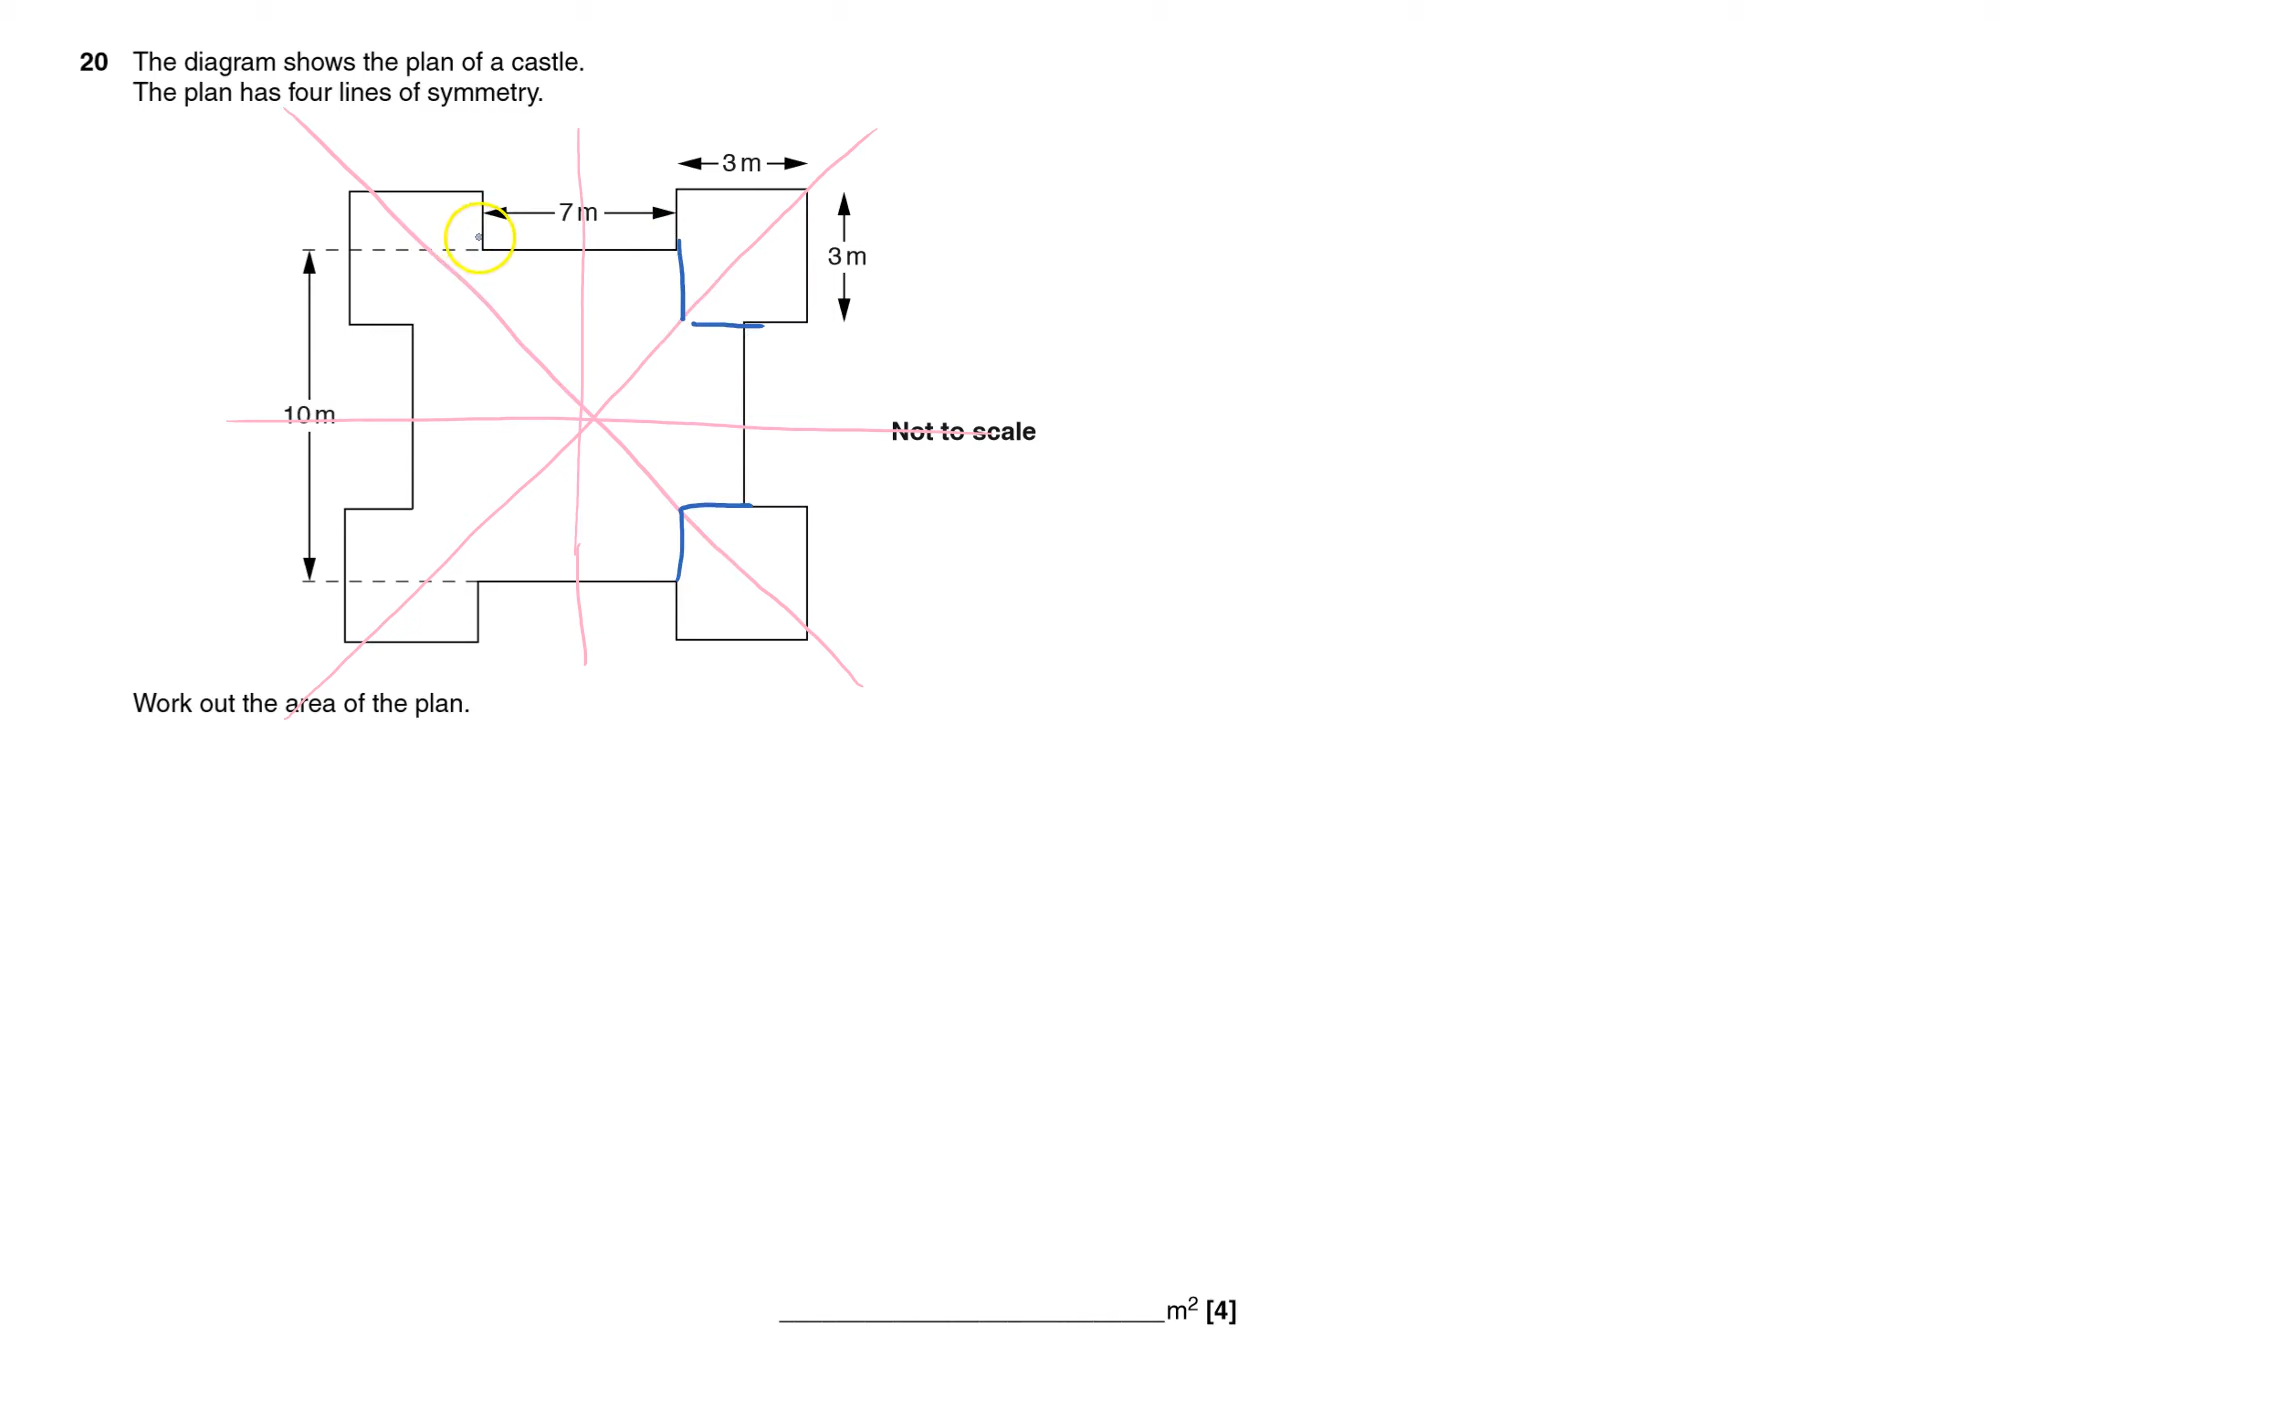 20 The diagram shows the plan of a castle.
The plan has four lines of symmetry.
3 m
7 m
3 m
10 m
Not to scale
Work out the area of the plan.
m² [4]